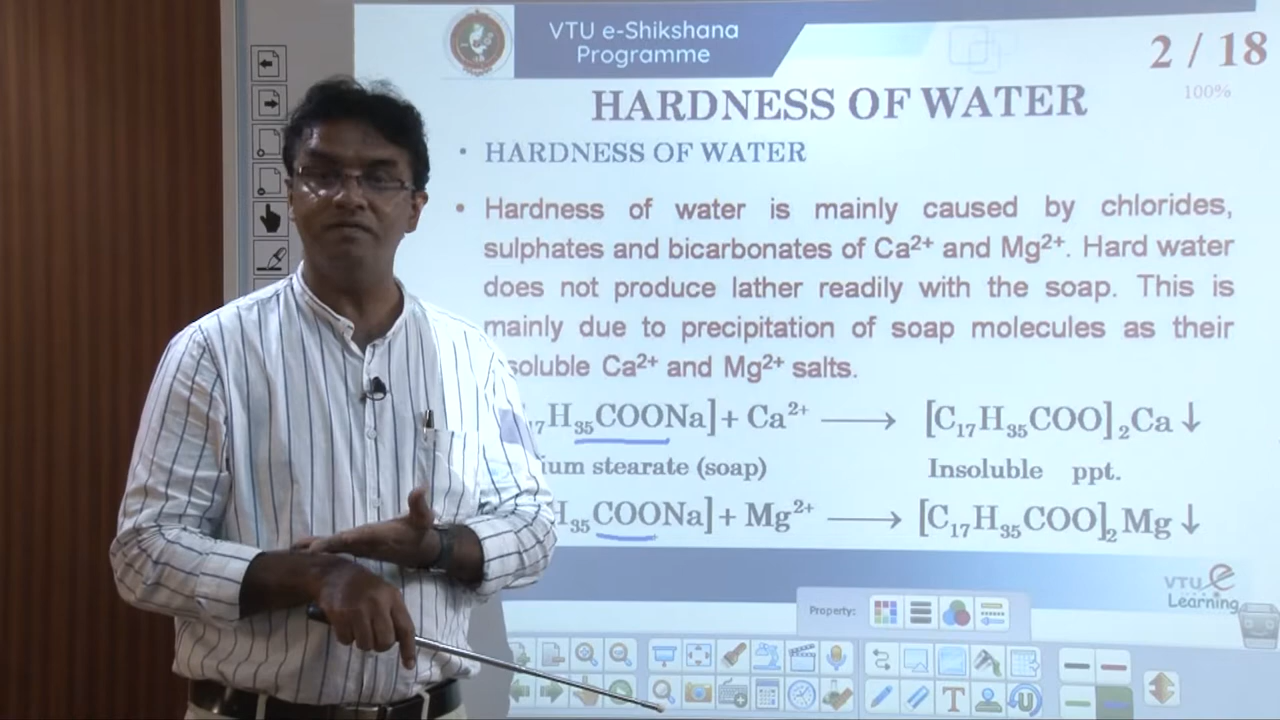 VTU e-Shikshana
Programme
2 / 18
100%
HARDNESS OF WATER
• HARDNESS OF WATER
• Hardness of water is mainly caused by chlorides,
sulphates and bicarbonates of Ca²⁺ and Mg²⁺. Hard water
does not produce lather readily with the soap. This is
mainly due to precipitation of soap molecules as their
soluble Ca²⁺ and Mg²⁺ salts.
₁₇H₃₅COONa] + Ca²⁺ ⟶ [C₁₇H₃₅COO]₂Ca↓
ium stearate (soap) Insoluble ppt.
H₃₅COONa] + Mg²⁺ ⟶ [C₁₇H₃₅COO]₂Mg↓
VTU e
Learning
Property:
T